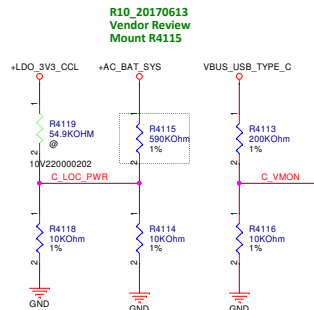 R10_20170613
Vendor Review
Mount R4115
+LDO_3V3_CCL
+AC_BAT_SYS
VBUS_USB_TYPE_C
1
1
1
R4119
54.9KOHM
@
R4115
590KOhm
1%
R4113
200KOhm
1%
2
2
2
10V220000202
C_LOC_PWR
C_VMON
1
1
1
R4118
10KOhm
1%
R4114
10KOhm
1%
R4116
10KOhm
1%
2
2
2
GND
GND
GND